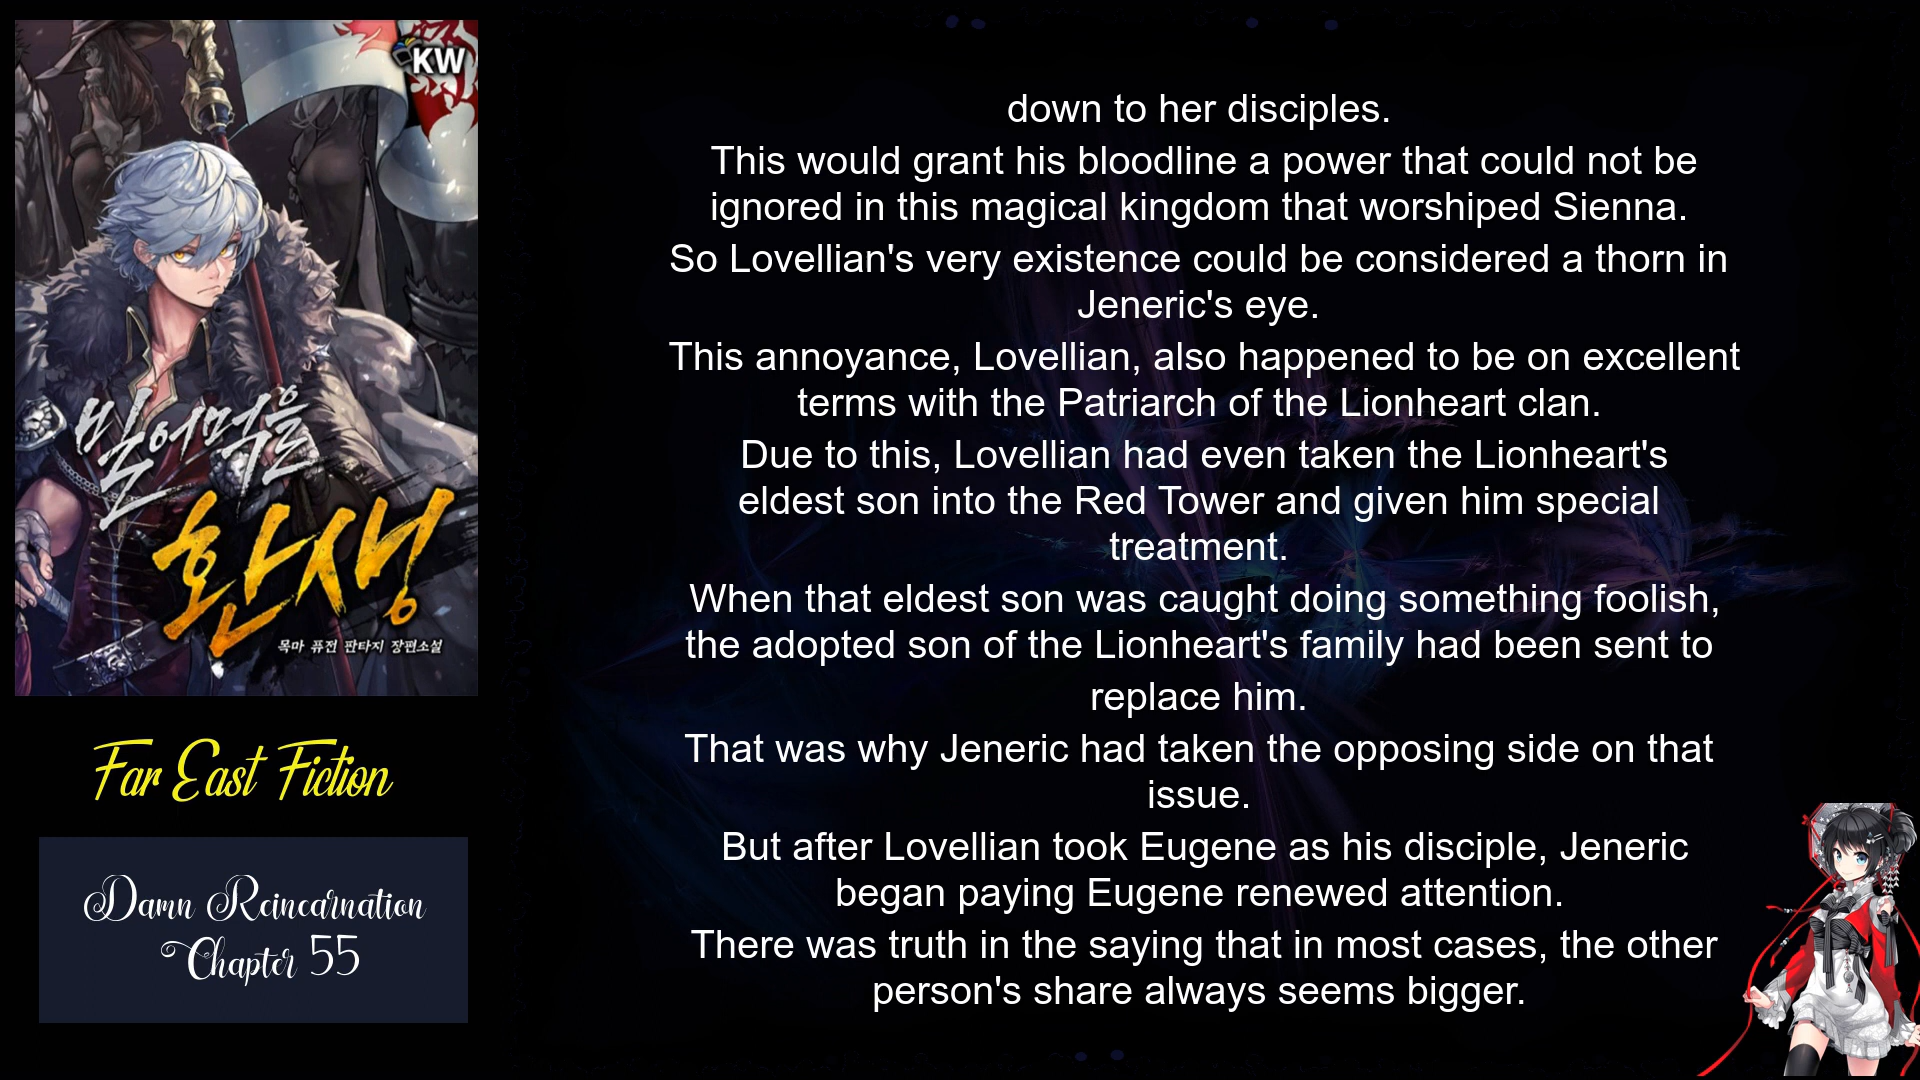 KW
빌어먹을
환생
목마 퓨전 판타지 장편소설
Far East Fiction
Damn Reincarnation
Chapter 55
down to her disciples.
This would grant his bloodline a power that could not be
ignored in this magical kingdom that worshiped Sienna.
So Lovellian's very existence could be considered a thorn in
Jeneric's eye.
This annoyance, Lovellian, also happened to be on excellent
terms with the Patriarch of the Lionheart clan.
Due to this, Lovellian had even taken the Lionheart's
eldest son into the Red Tower and given him special
treatment.
When that eldest son was caught doing something foolish,
the adopted son of the Lionheart's family had been sent to
replace him.
That was why Jeneric had taken the opposing side on that
issue.
But after Lovellian took Eugene as his disciple, Jeneric
began paying Eugene renewed attention.
There was truth in the saying that in most cases, the other
person's share always seems bigger.